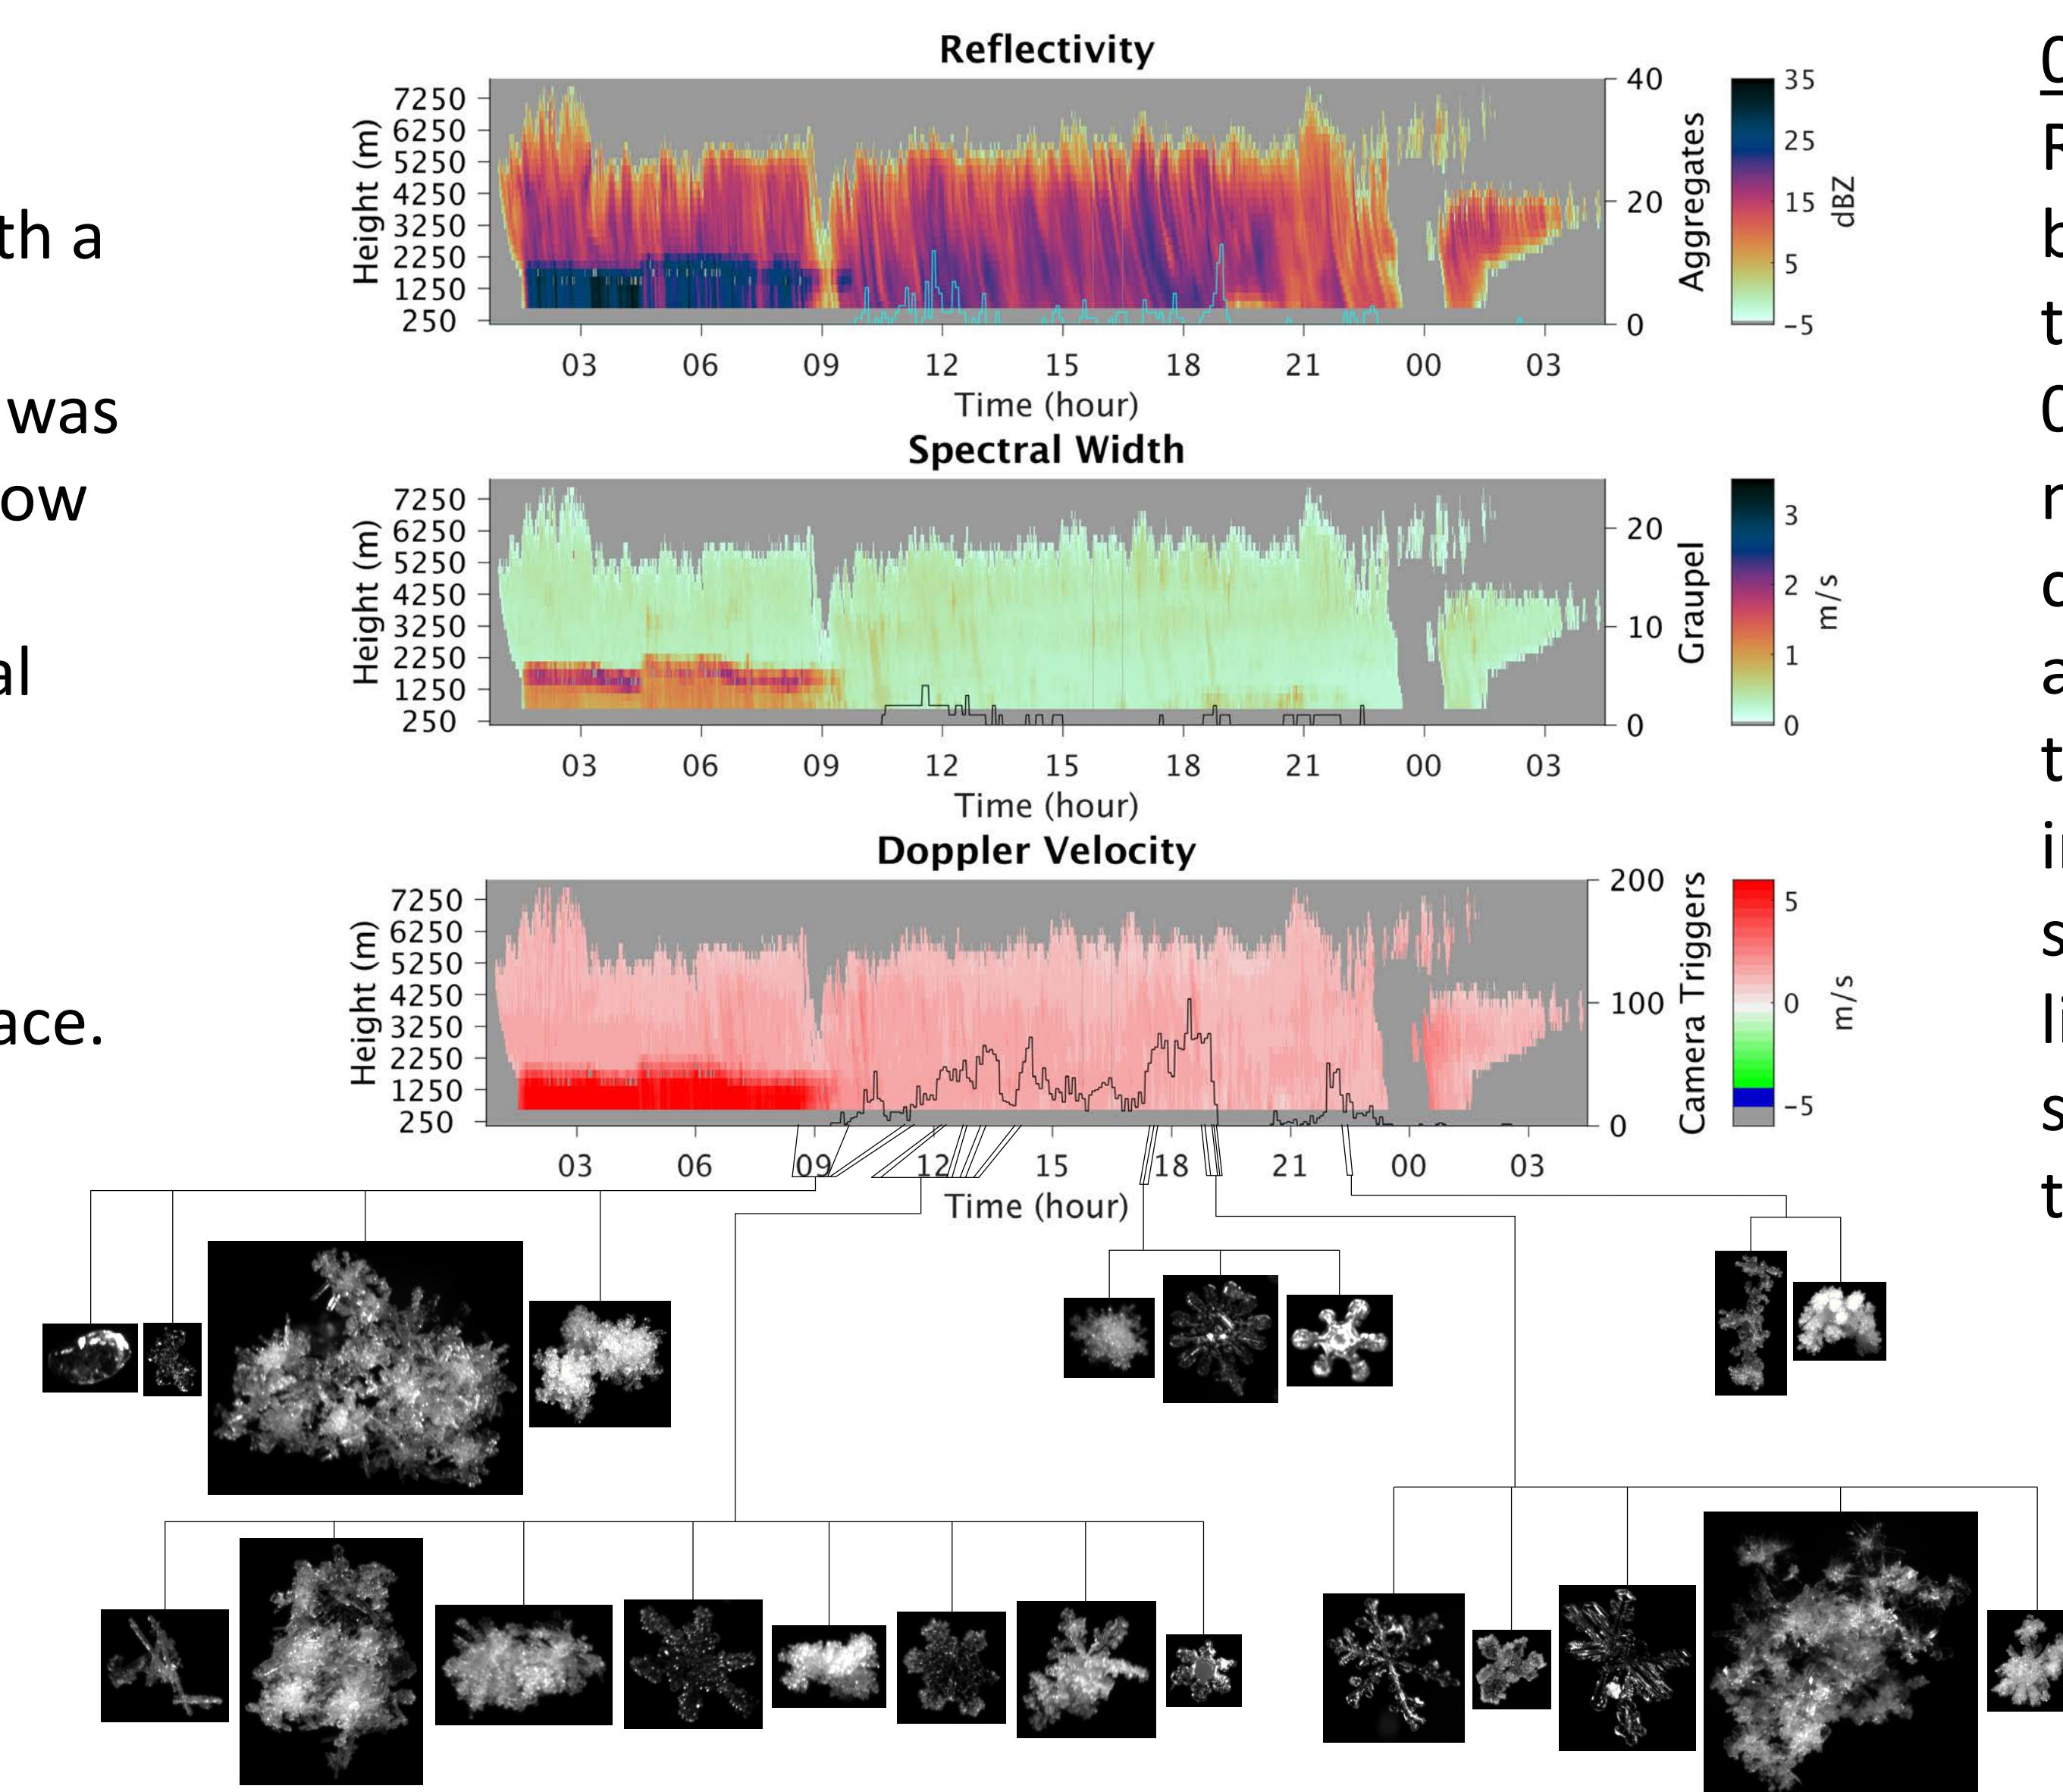 th a
was
ow
al
ace.
Reflectivity
7250
6250
5250
4250
3250
2250
1250
250
Height (m)
40
20
0
Aggregates
35
25
15
5
−5
dBZ
03 06 09 12 15 18 21 00 03
Time (hour)
Spectral Width
7250
6250
5250
4250
3250
2250
1250
250
Height (m)
20
10
0
Graupel
3
2
1
0
m/s
03 06 09 12 15 18 21 00 03
Time (hour)
Doppler Velocity
7250
6250
5250
4250
3250
2250
1250
250
Height (m)
200
100
0
Camera Triggers
5
0
−5
m/s
03 06 09 12 15 18 21 00 03
Time (hour)